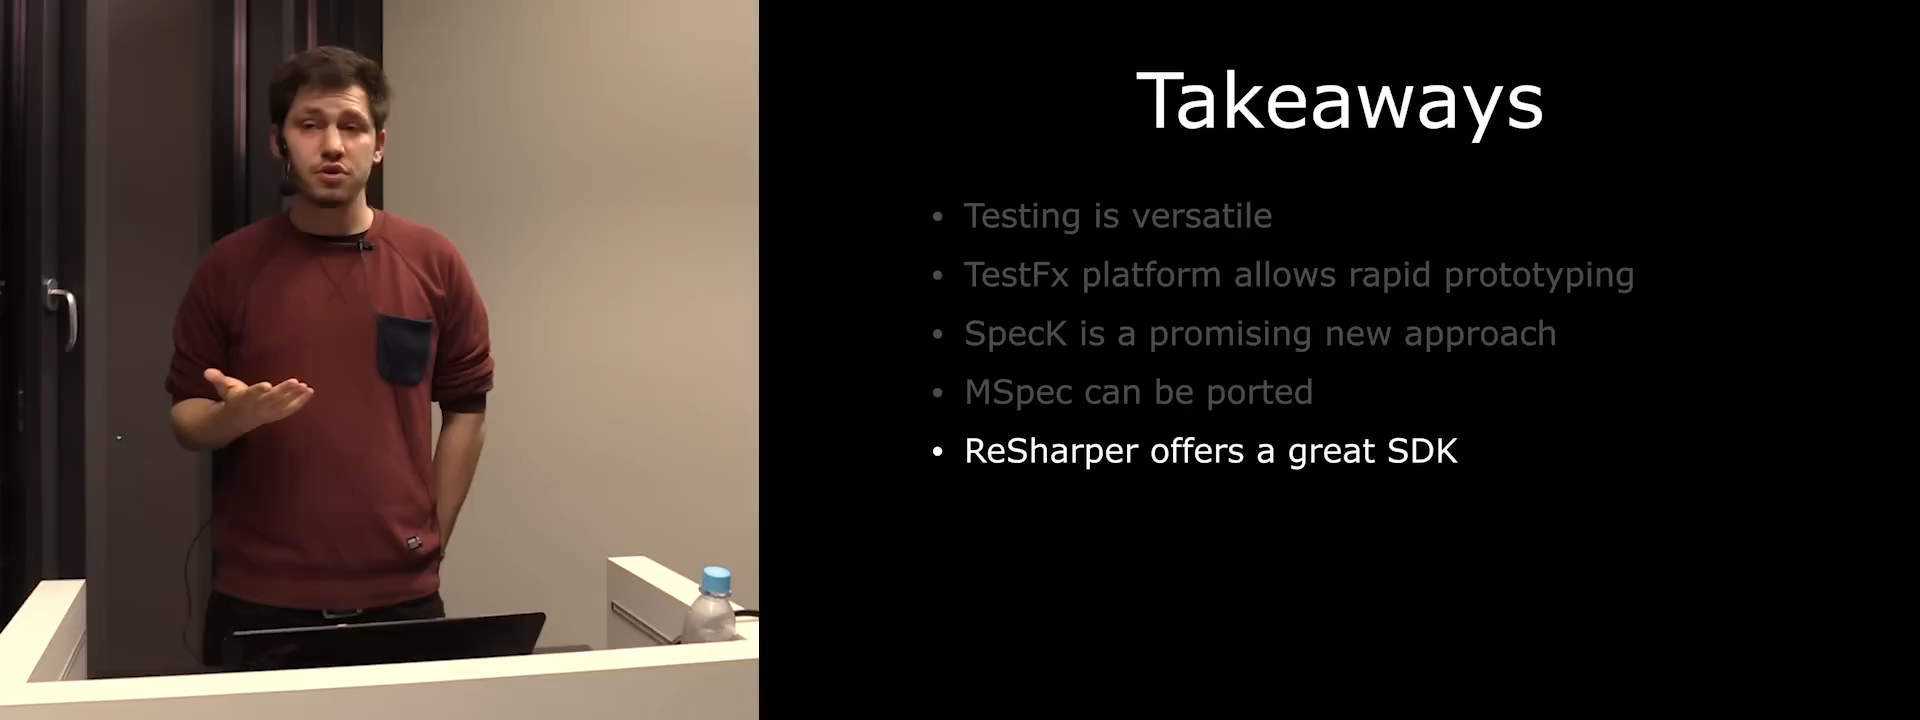 Takeaways
• Testing is versatile
• TestFx platform allows rapid prototyping
• SpecK is a promising new approach
• MSpec can be ported
• ReSharper offers a great SDK